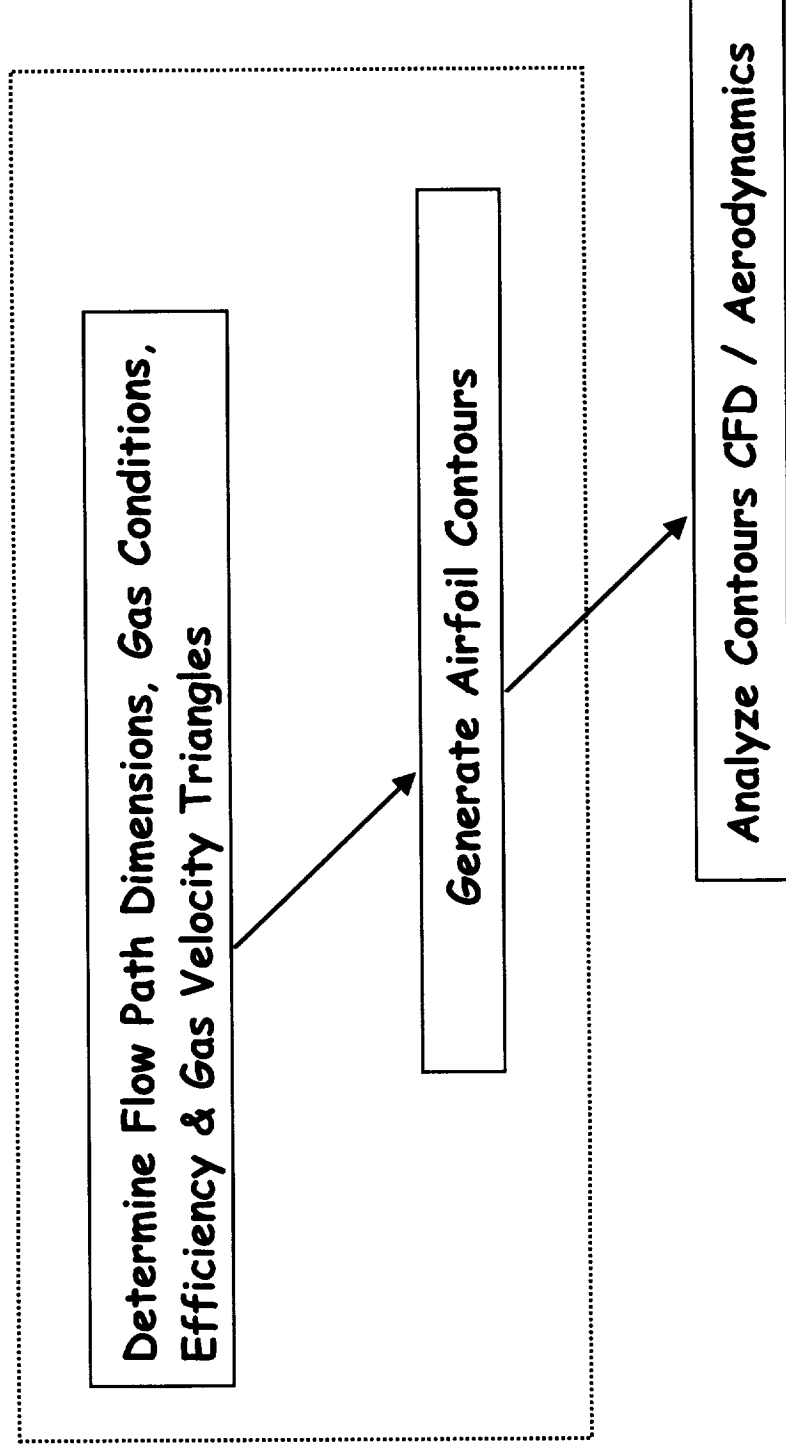 Determine Flow Path Dimensions, Gas Conditions,
Efficiency & Gas Velocity Triangles
Generate Airfoil Contours
Analyze Contours CFD / Aerodynamics